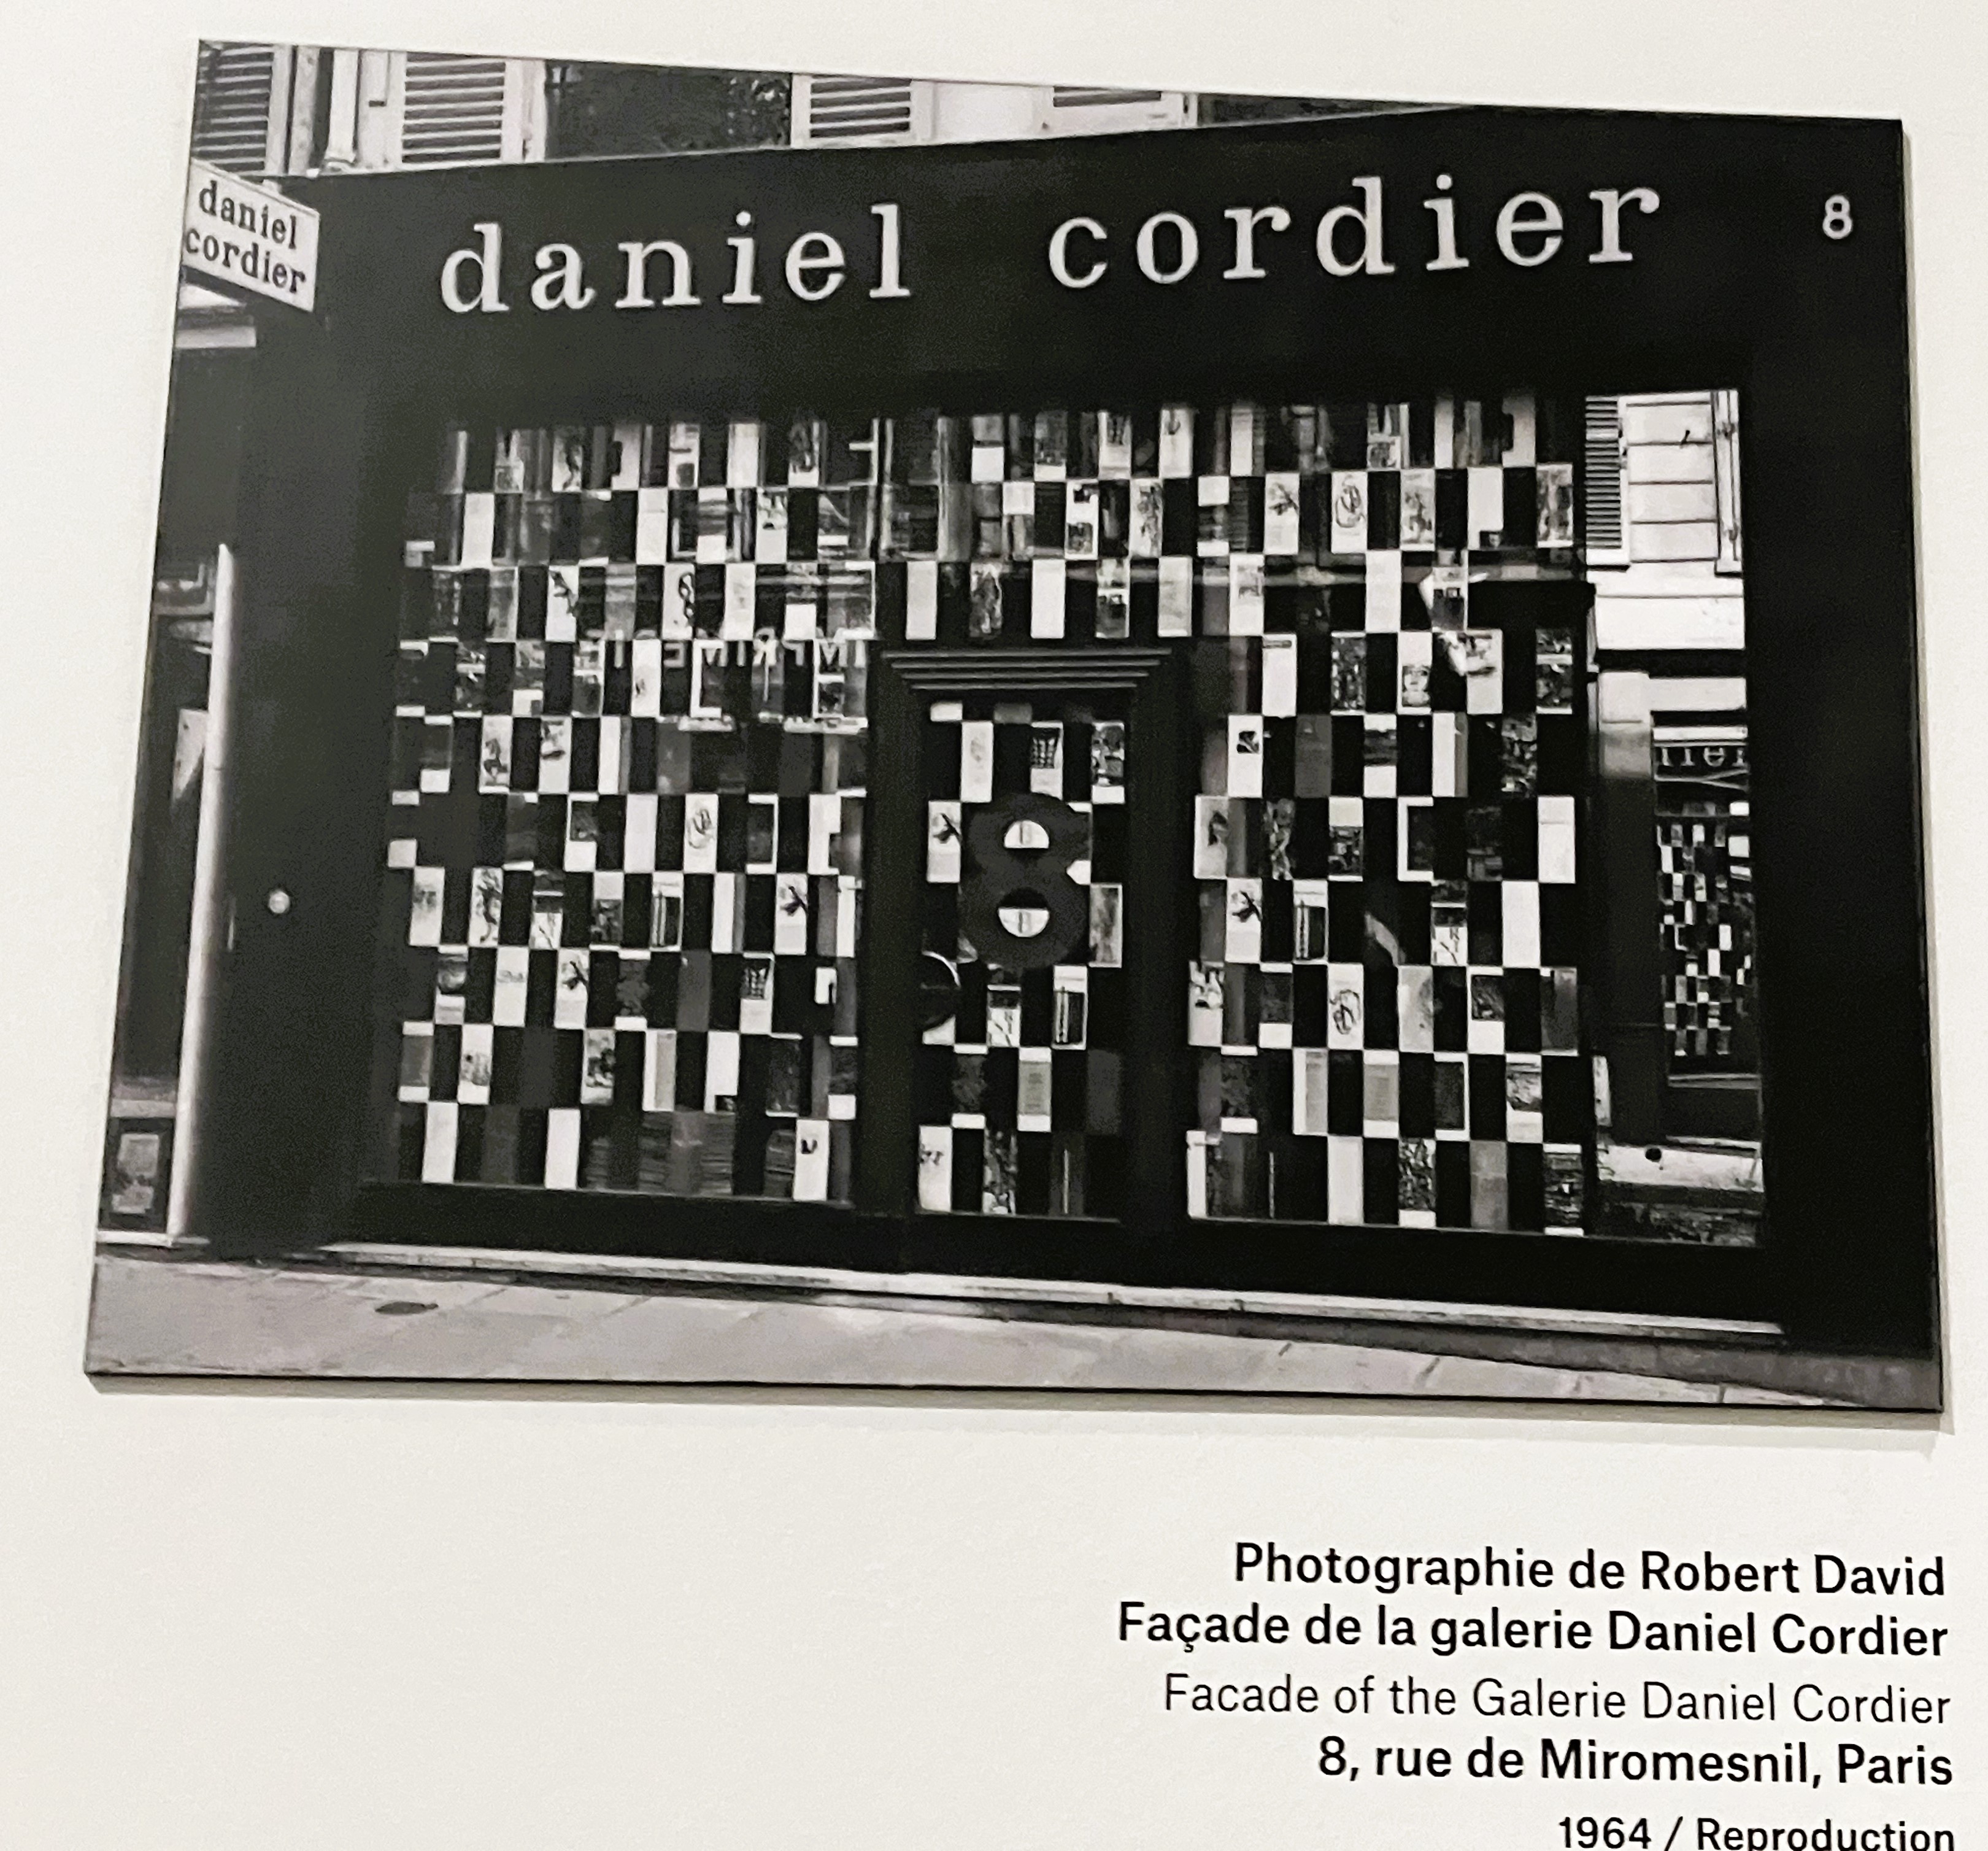 daniel
cordier
daniel cordier 8
IMPRIME
8
Photographie de Robert David
Façade de la galerie Daniel Cordier
Facade of the Galerie Daniel Cordier
8, rue de Miromesnil, Paris
1964 / Reproduction